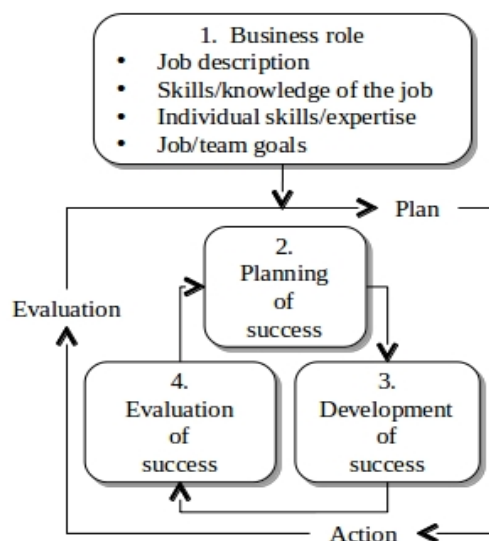 1. Business role
• Job description
• Skills/knowledge of the job
• Individual skills/expertise
• Job/team goals
Plan
2.
Planning
of
success
Evaluation
4.
Evaluation
of
success
3.
Development
of
success
Action